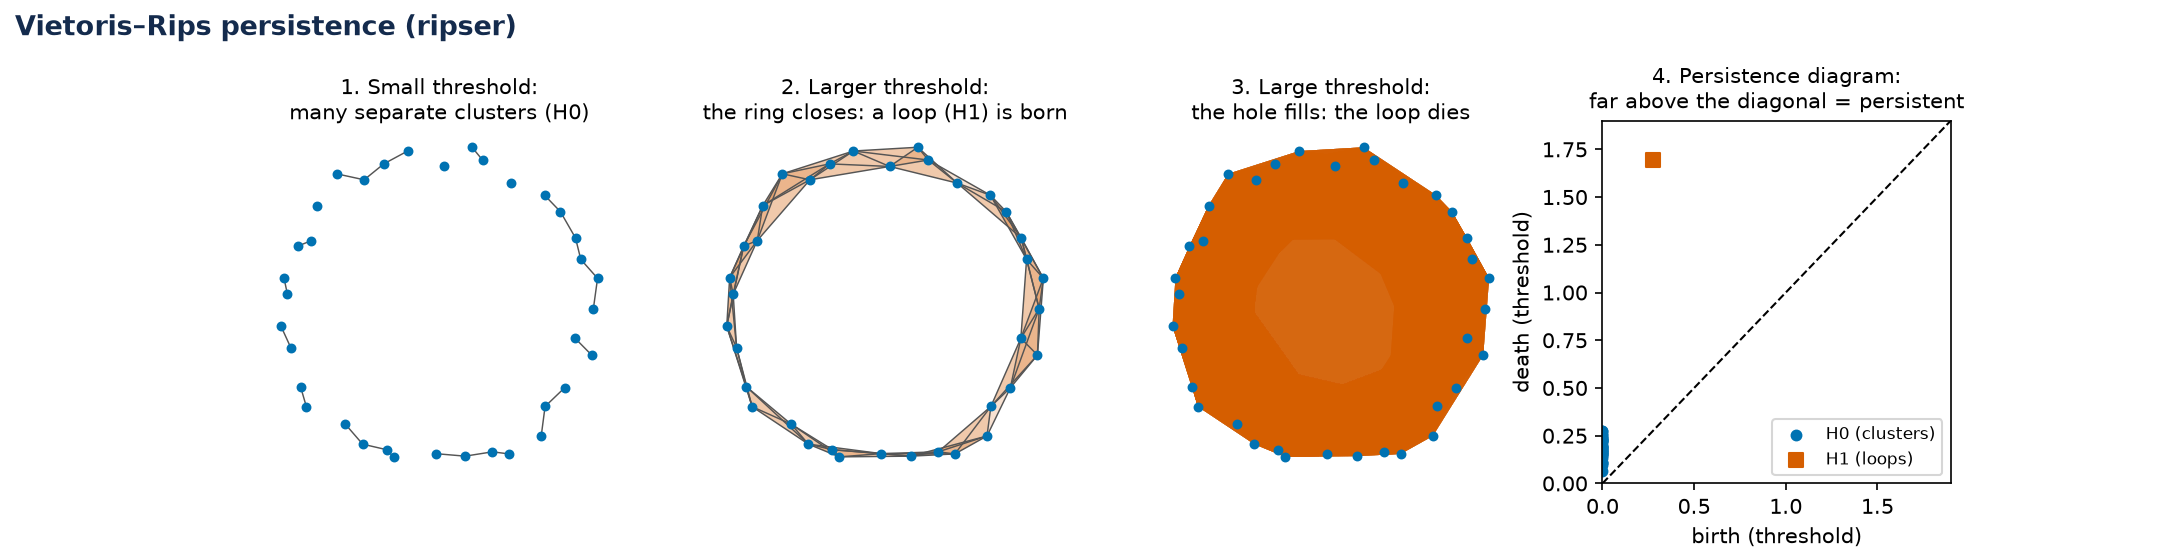 Vietoris–Rips persistence (ripser)
1. Small threshold:
many separate clusters (H0)
2. Larger threshold:
the ring closes: a loop (H1) is born
3. Large threshold:
the hole fills: the loop dies
4. Persistence diagram:
far above the diagonal = persistent
death (threshold)
1.75
1.50
1.25
1.00
0.75
0.50
0.25
0.00
H0 (clusters)
H1 (loops)
0.0 0.5 1.0 1.5
birth (threshold)